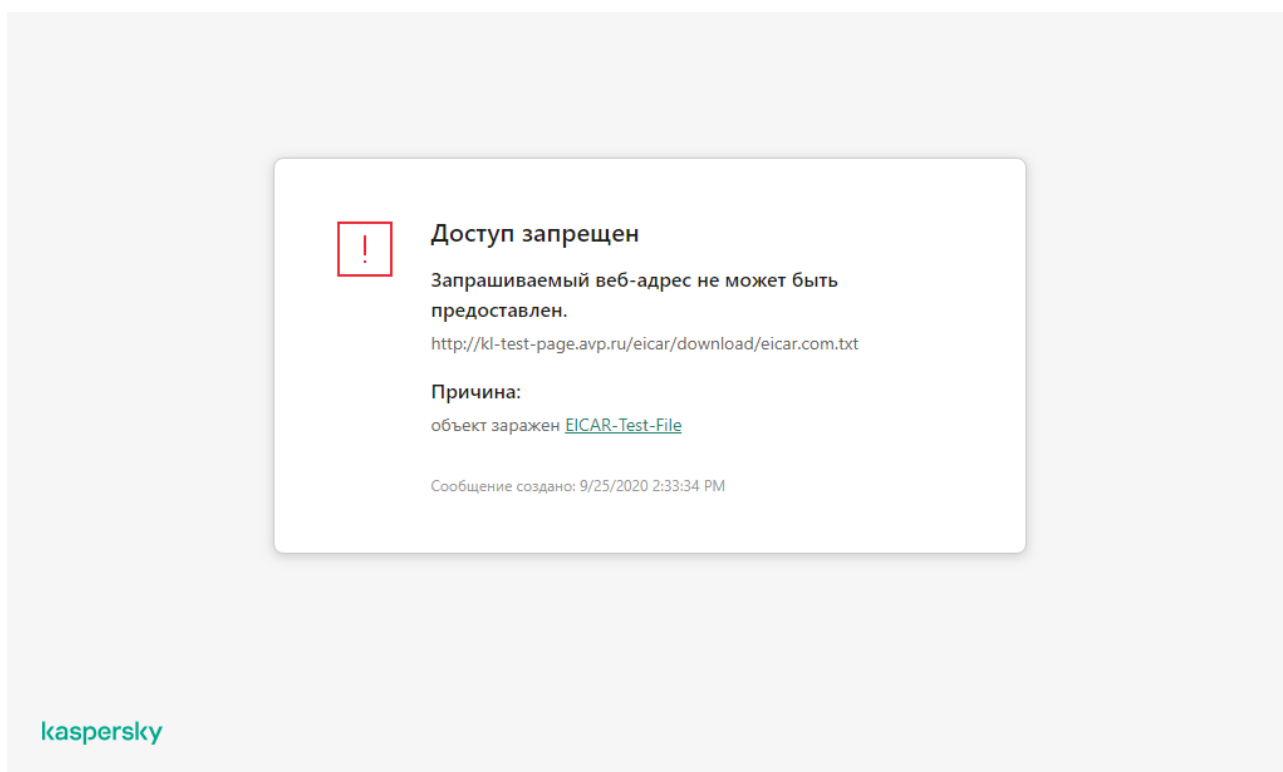 !
Доступ запрещен
Запрашиваемый веб-адрес не может быть
предоставлен.
http://kl-test-page.avp.ru/eicar/download/eicar.com.txt
Причина:
объект заражен EICAR-Test-File
Сообщение создано: 9/25/2020 2:33:34 PM
kaspersky